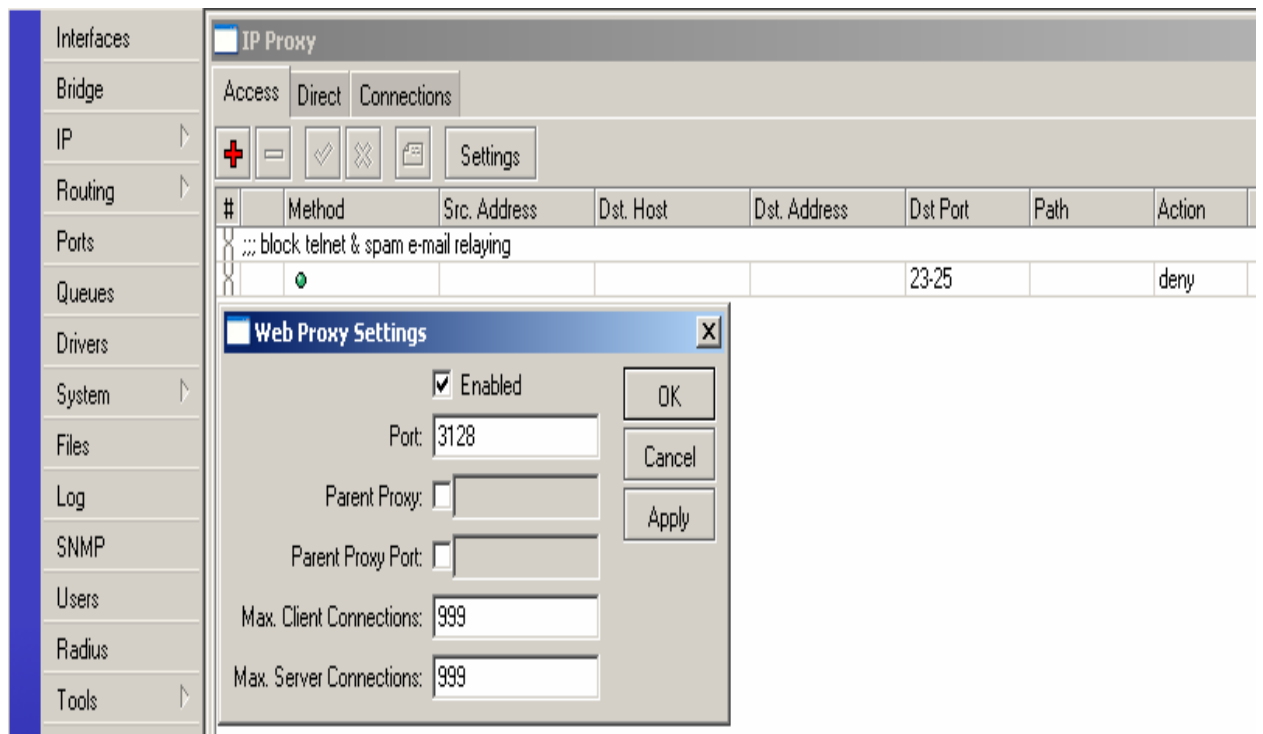 Interfaces
Bridge
IP
Routing
Ports
Queues
Drivers
System
Files
Log
SNMP
Users
Radius
Tools
IP Proxy
Access Direct Connections
Settings
# Method Src. Address Dst. Host Dst. Address Dst Port Path Action
;;; block telnet & spam e-mail relaying
23-25 deny
Web Proxy Settings
Enabled
OK
Port: 3128
Cancel
Parent Proxy:
Apply
Parent Proxy Port:
Max. Client Connections: 999
Max. Server Connections: 999